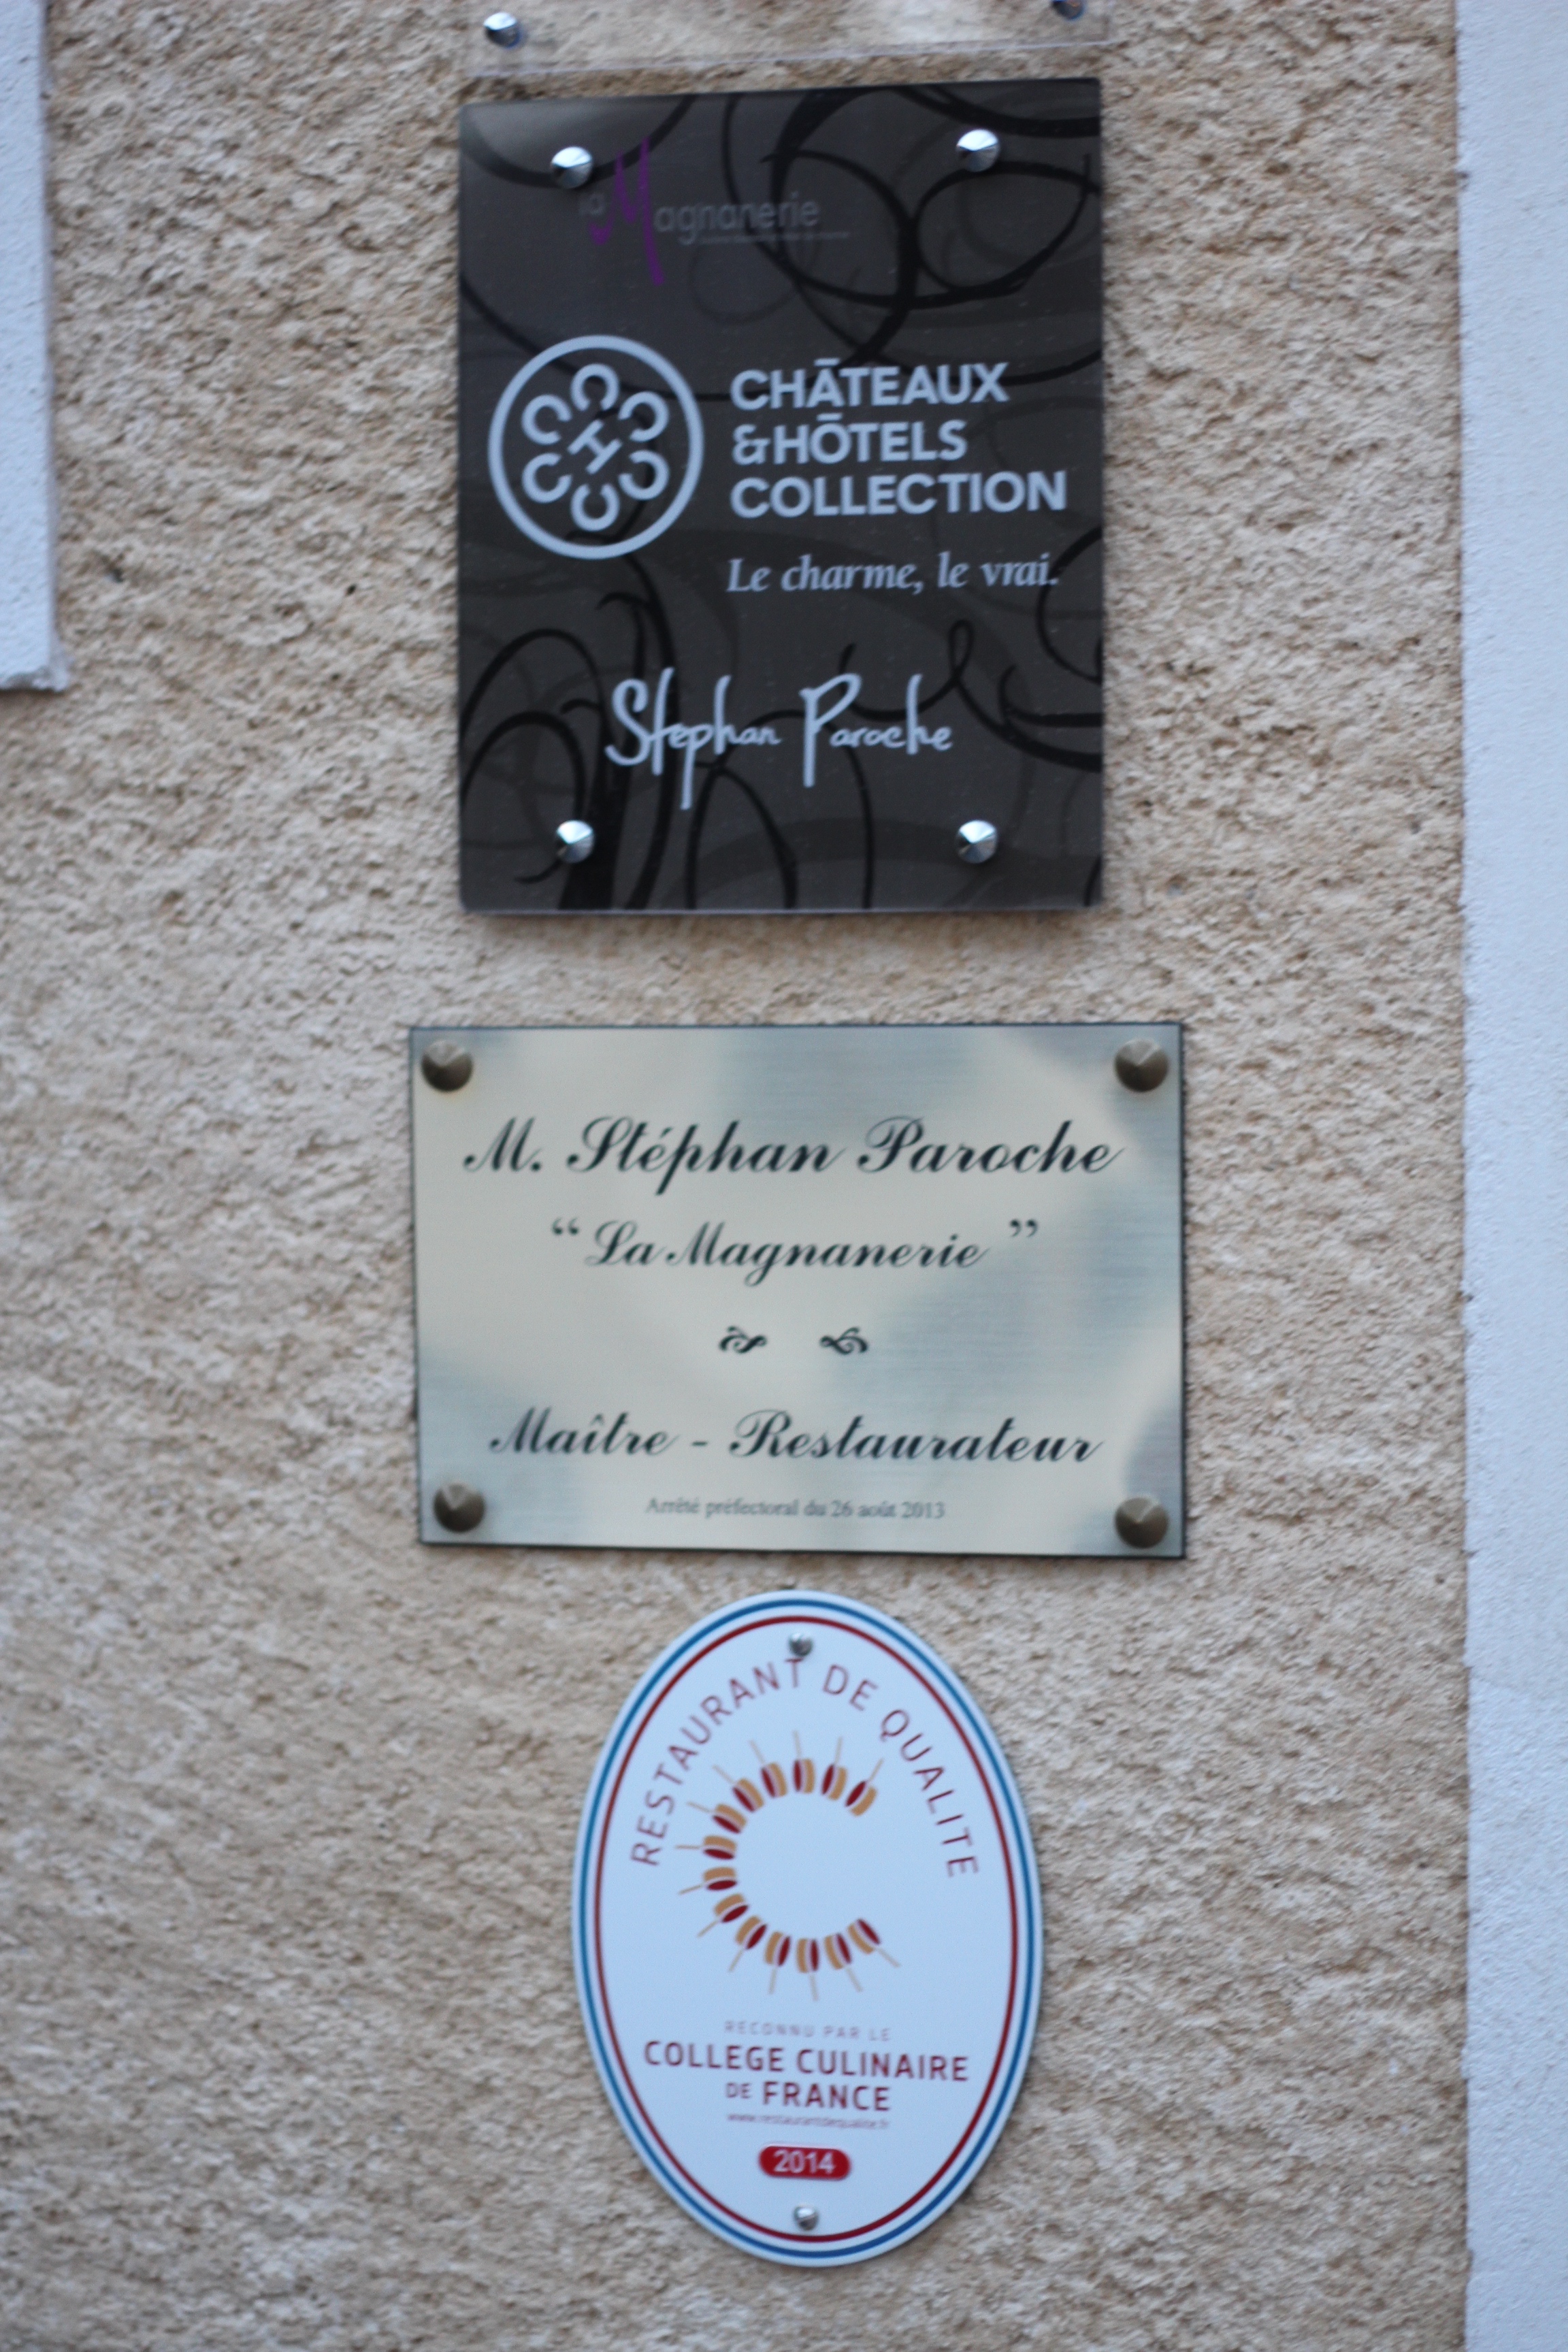 la Magnanerie
CHÂTEAUX
&HÔTELS
COLLECTION
Le charme, le vrai.
Stéphan Paroche
M. Stéphan Paroche
“La Magnanerie”
Maître - Restaurateur
Arrêté préfectoral du 26 août 2013
RESTAURANT DE QUALITE
RECONNU PAR LE
COLLEGE CULINAIRE
DE FRANCE
www.restaurantdequalite.fr
2014